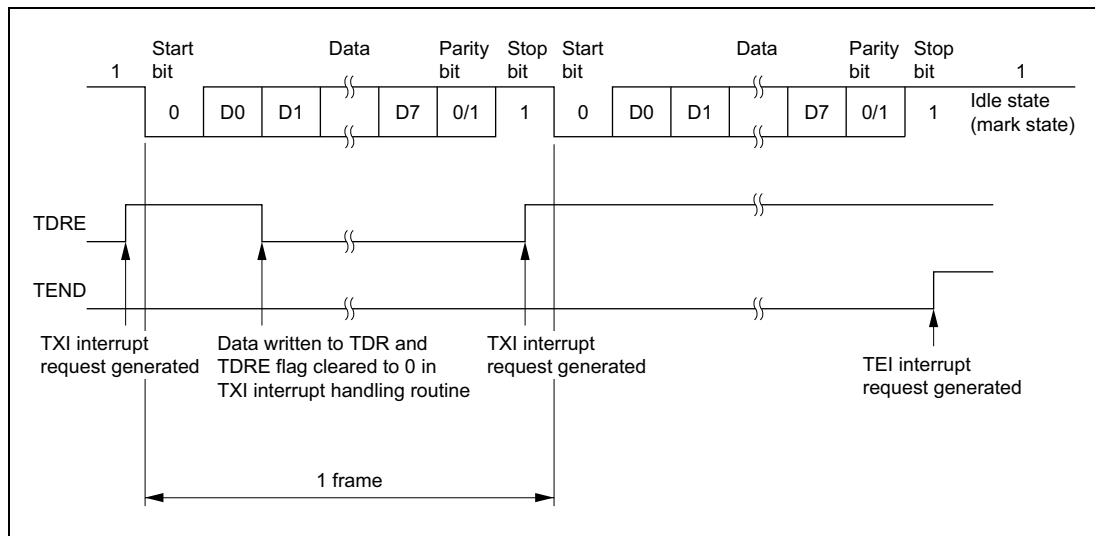 Start bit Data Parity bit Stop bit Start bit Data Parity bit Stop bit
1 1
0 D0 D1 D7 0/1 1 0 D0 D1 D7 0/1 1
Idle state
(mark state)
TDRE
TEND
TXI interrupt
request generated
Data written to TDR and
TDRE flag cleared to 0 in
TXI interrupt handling routine
TXI interrupt
request generated
TEI interrupt
request generated
1 frame